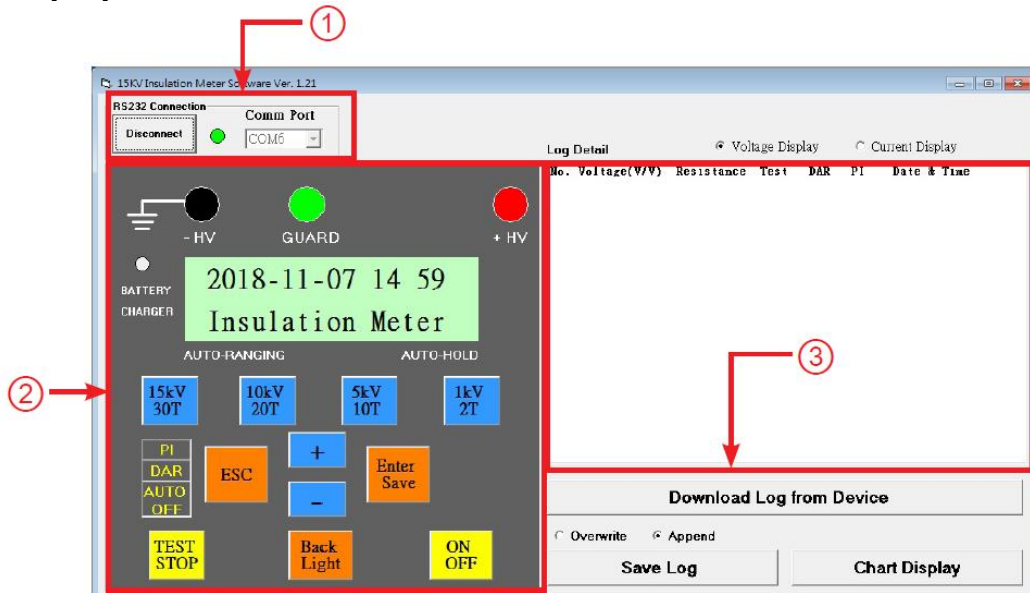 ①
15KV Insulation Meter Software Ver. 1.21
RS232 Connection
Disconnect
Comm Port
COM6
Log Detail
Voltage Display
Current Display
No. Voltage(V/V) Resistance Test DAR PI Date & Time
②
- HV
GUARD
+ HV
BATTERY
CHARGER
2018-11-07 14 59
Insulation Meter
AUTO-RANGING
AUTO-HOLD
15kV
30T
10kV
20T
5kV
10T
1kV
2T
PI
DAR
AUTO
OFF
ESC
+
-
Enter
Save
TEST
STOP
Back
Light
ON
OFF
③
Download Log from Device
Overwrite
Append
Save Log
Chart Display